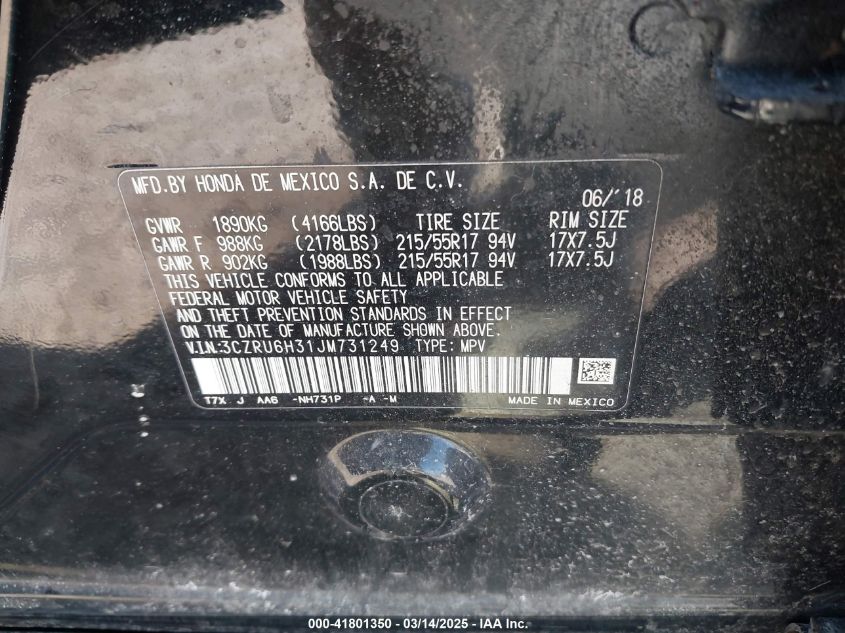 MFD.BY HONDA DE MEXICO S.A. DE C.V.
06/'18
GVWR 1890KG (4166LBS) TIRE SIZE RIM SIZE
GAWR F 988KG (2178LBS) 215/55R17 94V 17X7.5J
GAWR R 902KG (1988LBS) 215/55R17 94V 17X7.5J
THIS VEHICLE CONFORMS TO ALL APPLICABLE
FEDERAL MOTOR VEHICLE SAFETY
AND THEFT PREVENTION STANDARDS IN EFFECT
ON THE DATE OF MANUFACTURE SHOWN ABOVE.
V.I.N.:3CZRU6H31JM731249 TYPE: MPV
T7X J AA6 -NH731P -A -M MADE IN MEXICO
000-41801350 - 03/14/2025 - IAA Inc.